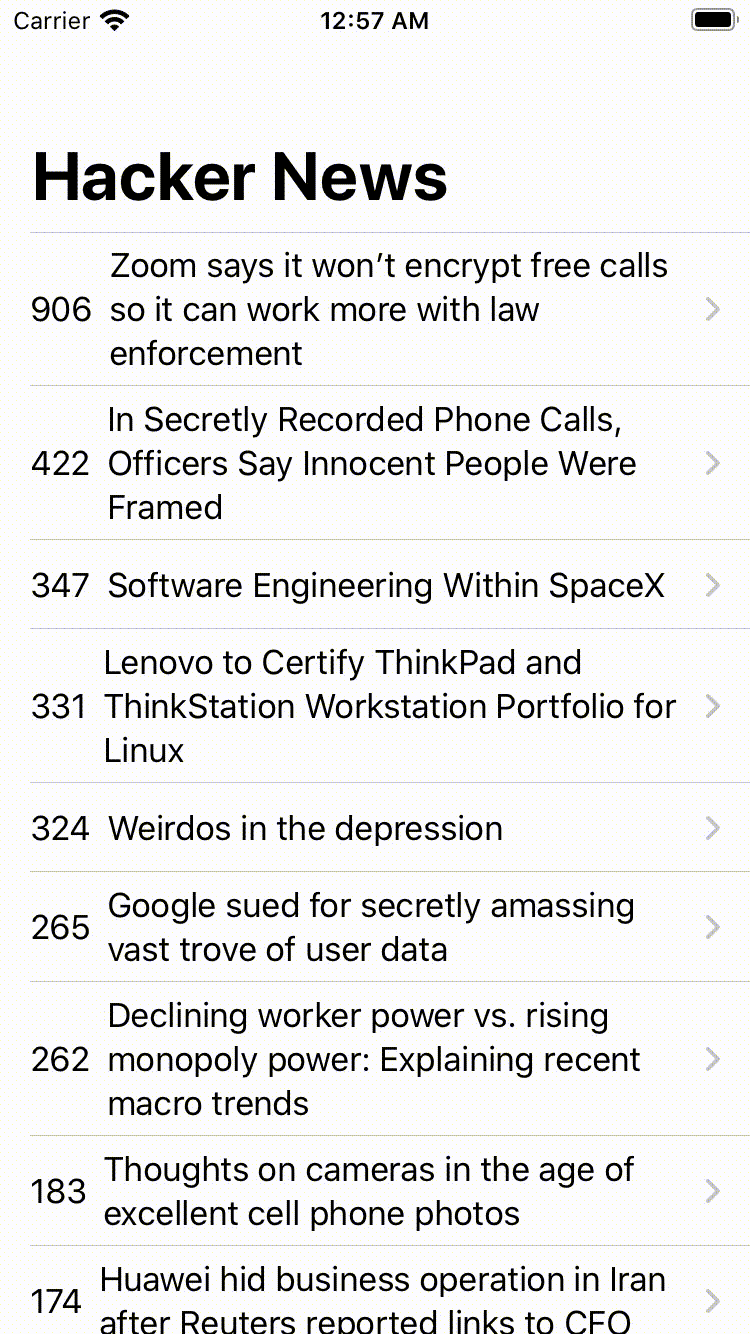 Carrier 12:57 AM
Hacker News
Zoom says it won’t encrypt free calls
906 so it can work more with law
enforcement
In Secretly Recorded Phone Calls,
422 Officers Say Innocent People Were
Framed
347 Software Engineering Within SpaceX
Lenovo to Certify ThinkPad and
331 ThinkStation Workstation Portfolio for
Linux
324 Weirdos in the depression
265
Google sued for secretly amassing
vast trove of user data
Declining worker power vs. rising
262 monopoly power: Explaining recent
macro trends
183
Thoughts on cameras in the age of
excellent cell phone photos
174
Huawei hid business operation in Iran
after Reuters reported links to CFO